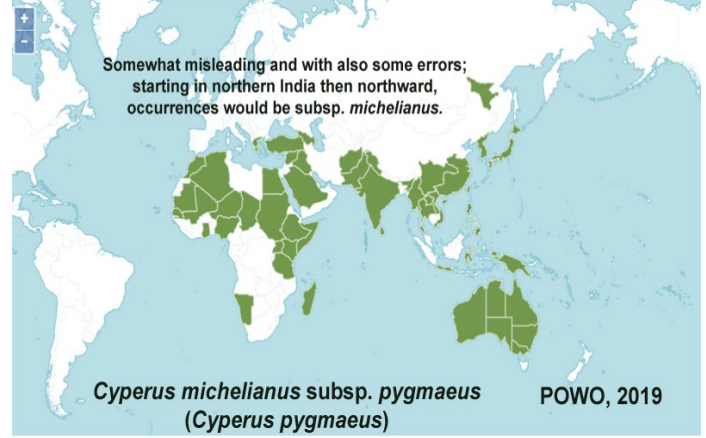 +
−
Somewhat misleading and with also some errors;
starting in northern India then northward,
occurrences would be subsp. michelianus.
Cyperus michelianus subsp. pygmaeus
(Cyperus pygmaeus)
POWO, 2019